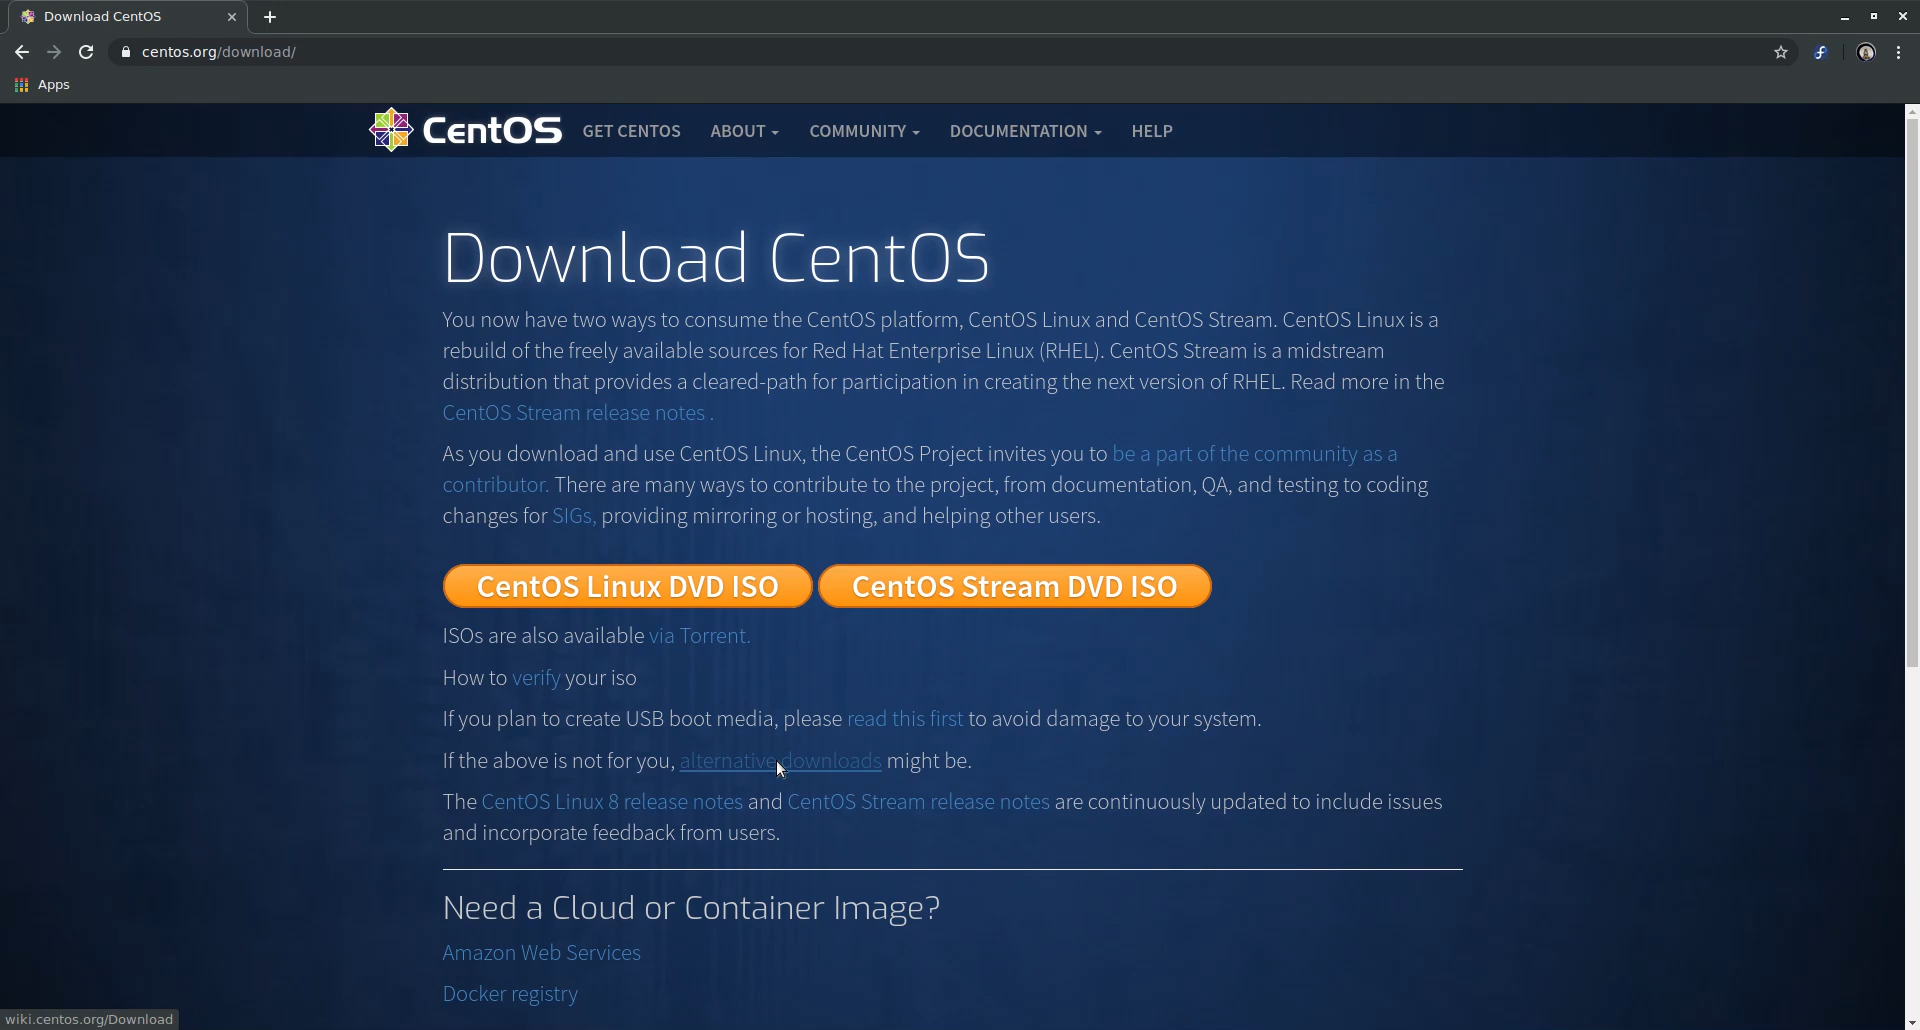 Download CentOS
centos.org/download/
Apps
CentOS GET CENTOS ABOUT COMMUNITY DOCUMENTATION HELP
Download CentOS
You now have two ways to consume the CentOS platform, CentOS Linux and CentOS Stream. CentOS Linux is a
rebuild of the freely available sources for Red Hat Enterprise Linux (RHEL). CentOS Stream is a midstream
distribution that provides a cleared-path for participation in creating the next version of RHEL. Read more in the
CentOS Stream release notes .
As you download and use CentOS Linux, the CentOS Project invites you to be a part of the community as a
contributor. There are many ways to contribute to the project, from documentation, QA, and testing to coding
changes for SIGs, providing mirroring or hosting, and helping other users.
CentOS Linux DVD ISO CentOS Stream DVD ISO
ISOs are also available via Torrent.
How to verify your iso
If you plan to create USB boot media, please read this first to avoid damage to your system.
If the above is not for you, alternative downloads might be.
The CentOS Linux 8 release notes and CentOS Stream release notes are continuously updated to include issues
and incorporate feedback from users.
Need a Cloud or Container Image?
Amazon Web Services
Docker registry
wiki.centos.org/Download